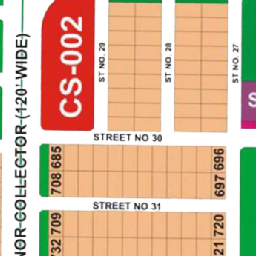 CS-002
ST NO. 29
ST NO. 28
ST NO. 27
NOR COLLECTOR (120' WIDE)
S
STREET NO 30
708 685
697 696
STREET NO 31
732 709
21 720